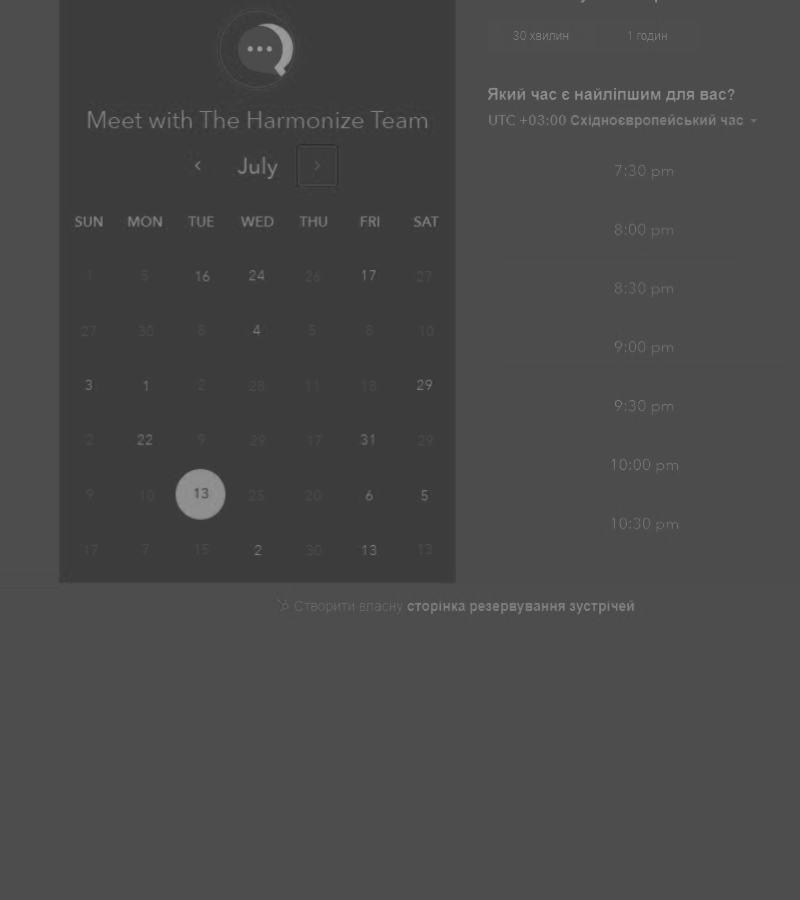 Meet with The Harmonize Team
July
SUN MON TUE WED THU FRI SAT
1 5 16 24 26 17 27
27 30 8 4 5 8 10
3 1 2 28 11 18 29
2 22 9 29 17 31 29
9 10 13 25 20 6 5
17 7 15 2 30 13 13
30 хвилин 1 годин
Який час є найліпшим для вас?
UTC +03:00 Східноєвропейський час
7:30 pm
8:00 pm
8:30 pm
9:00 pm
9:30 pm
10:00 pm
10:30 pm
Створити власну сторінка резервування зустрічей